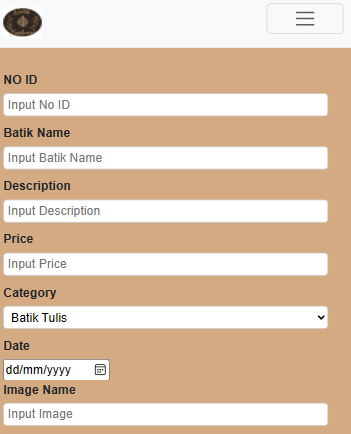 NO ID
Input No ID
Batik Name
Input Batik Name
Description
Input Description
Price
Input Price
Category
Batik Tulis
Date
dd/mm/yyyy
Image Name
Input Image